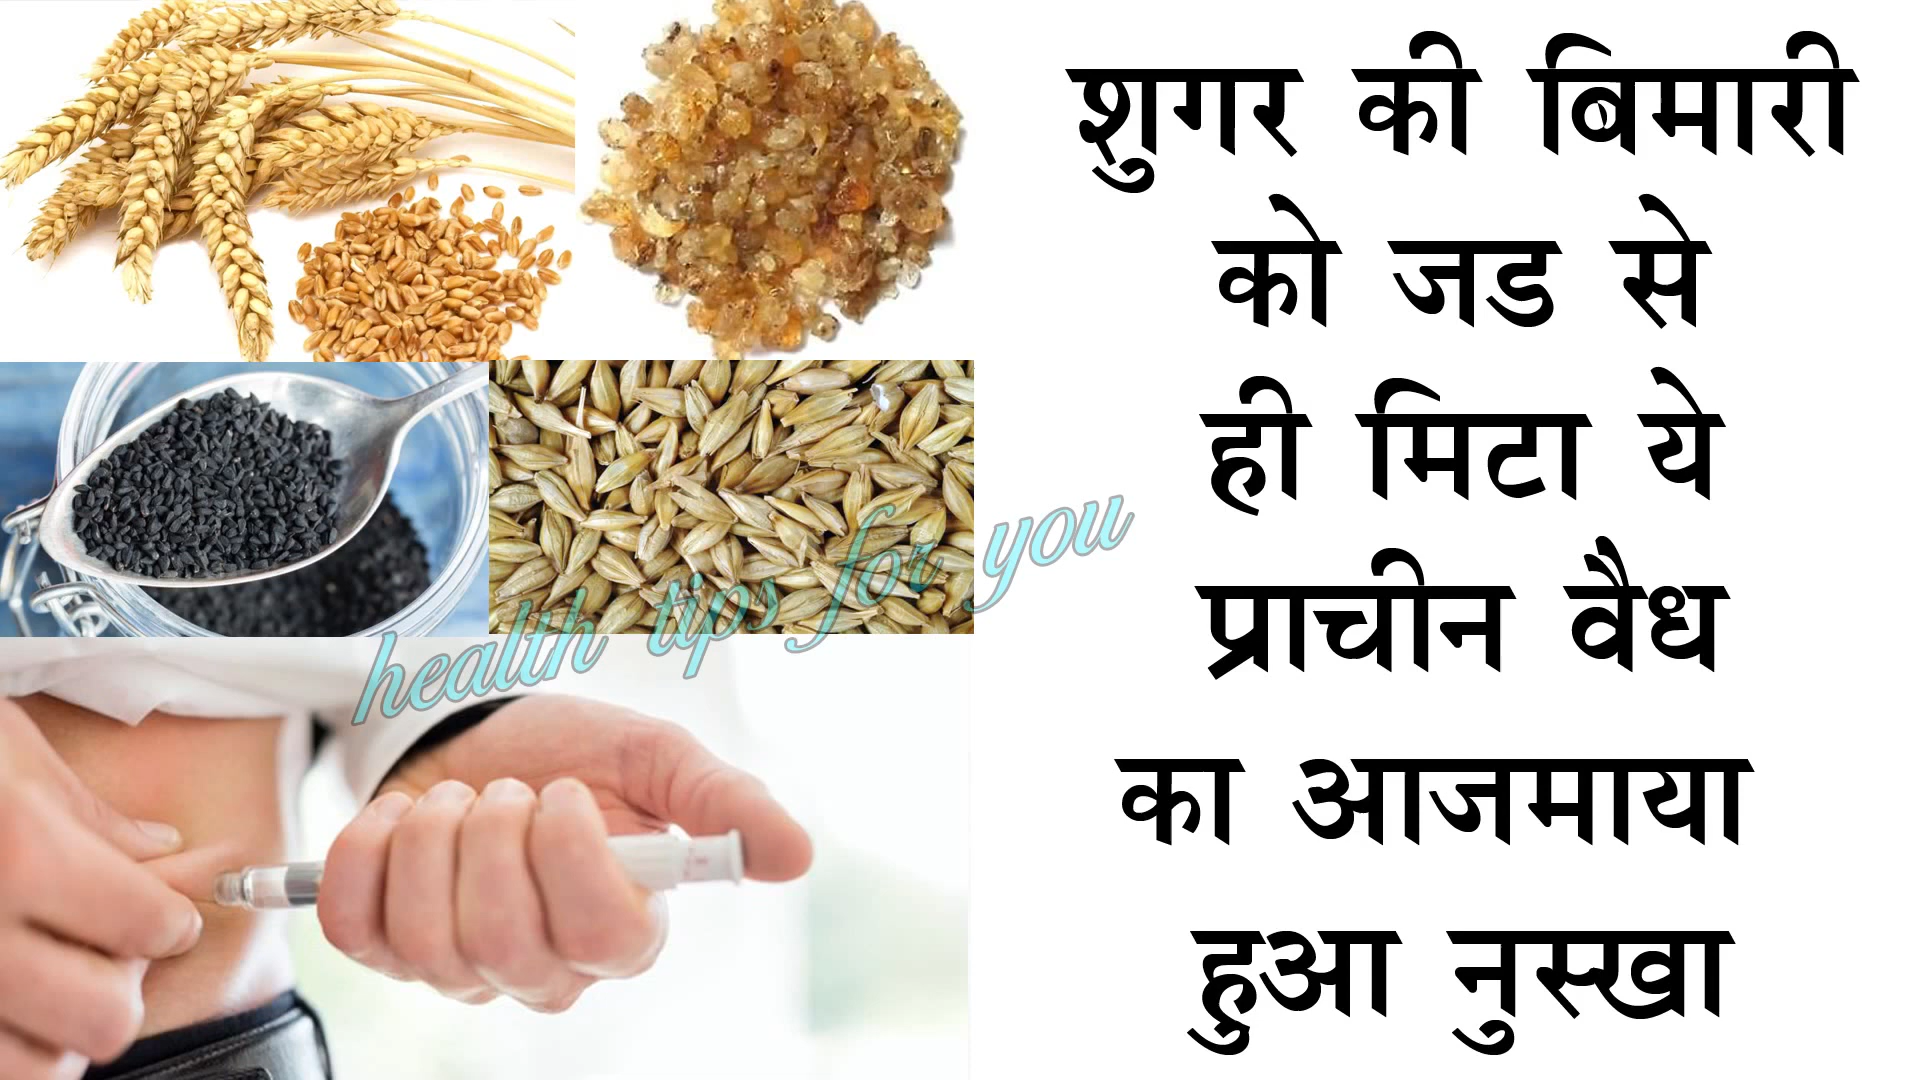 शुगर की बिमारी
को जड से
ही मिटा ये
प्राचीन वैध
का आजमाया
हुआ नुस्खा
health tips for you